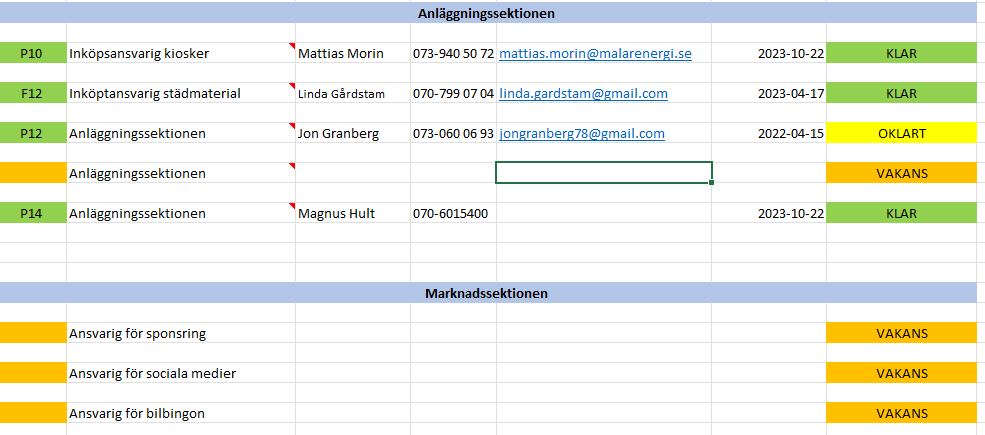 Anläggningssektionen
P10 Inköpsansvarig kiosker Mattias Morin 073-940 50 72 mattias.morin@malarenergi.se 2023-10-22 KLAR
F12 Inköptansvarig städmaterial Linda Gårdstam 070-799 07 04 linda.gardstam@gmail.com 2023-04-17 KLAR
P12 Anläggningssektionen Jon Granberg 073-060 06 93 jongranberg78@gmail.com 2022-04-15 OKLART
Anläggningssektionen VAKANS
P14 Anläggningssektionen Magnus Hult 070-6015400 2023-10-22 KLAR
Marknadssektionen
Ansvarig för sponsring VAKANS
Ansvarig för sociala medier VAKANS
Ansvarig för bilbingon VAKANS